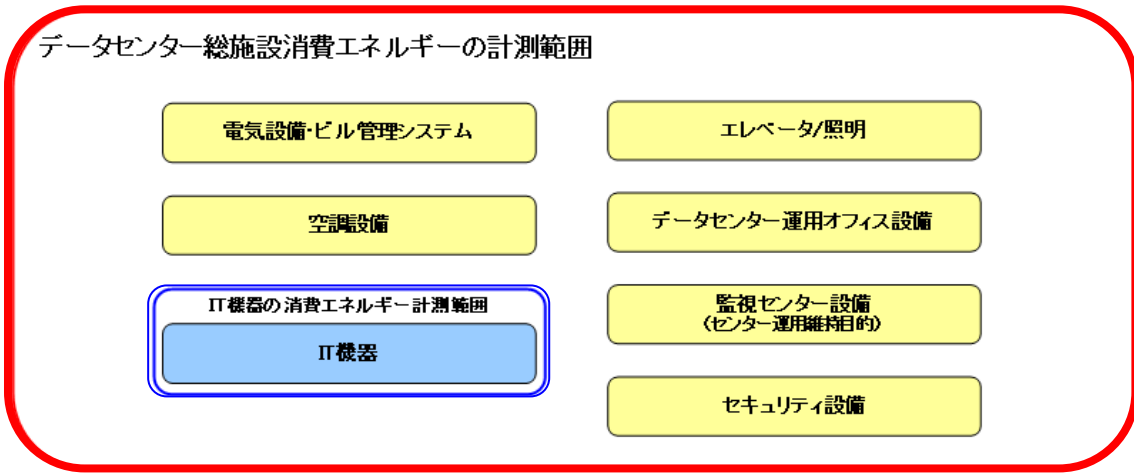 データセンター総施設消費エネルギーの計測範囲
電気設備・ビル管理システム
空調設備
IT機器の消費エネルギー計測範囲
IT機器
エレベータ/照明
データセンター運用オフィス設備
監視センター設備
(センター運用維持目的)
セキュリティ設備